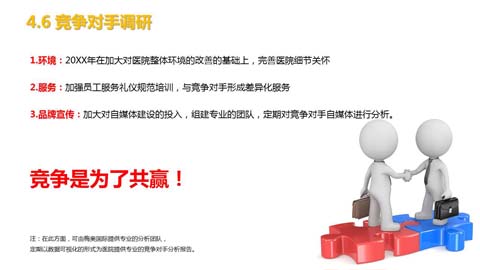 4.6 竞争对手调研
1.环境：20XX年在加大对医院整体环境的改善的基础上，完善医院细节关怀
2.服务：加强员工服务礼仪规范培训，与竞争对手形成差异化服务
3.品牌宣传：加大对自媒体建设的投入，组建专业的团队，定期对竞争对手自媒体进行分析。
竞争是为了共赢！
注：在此方面，可由隽美国际提供专业的分析团队，
定期以数据可视化的形式为医院提供专业的竞争对手分析报告。